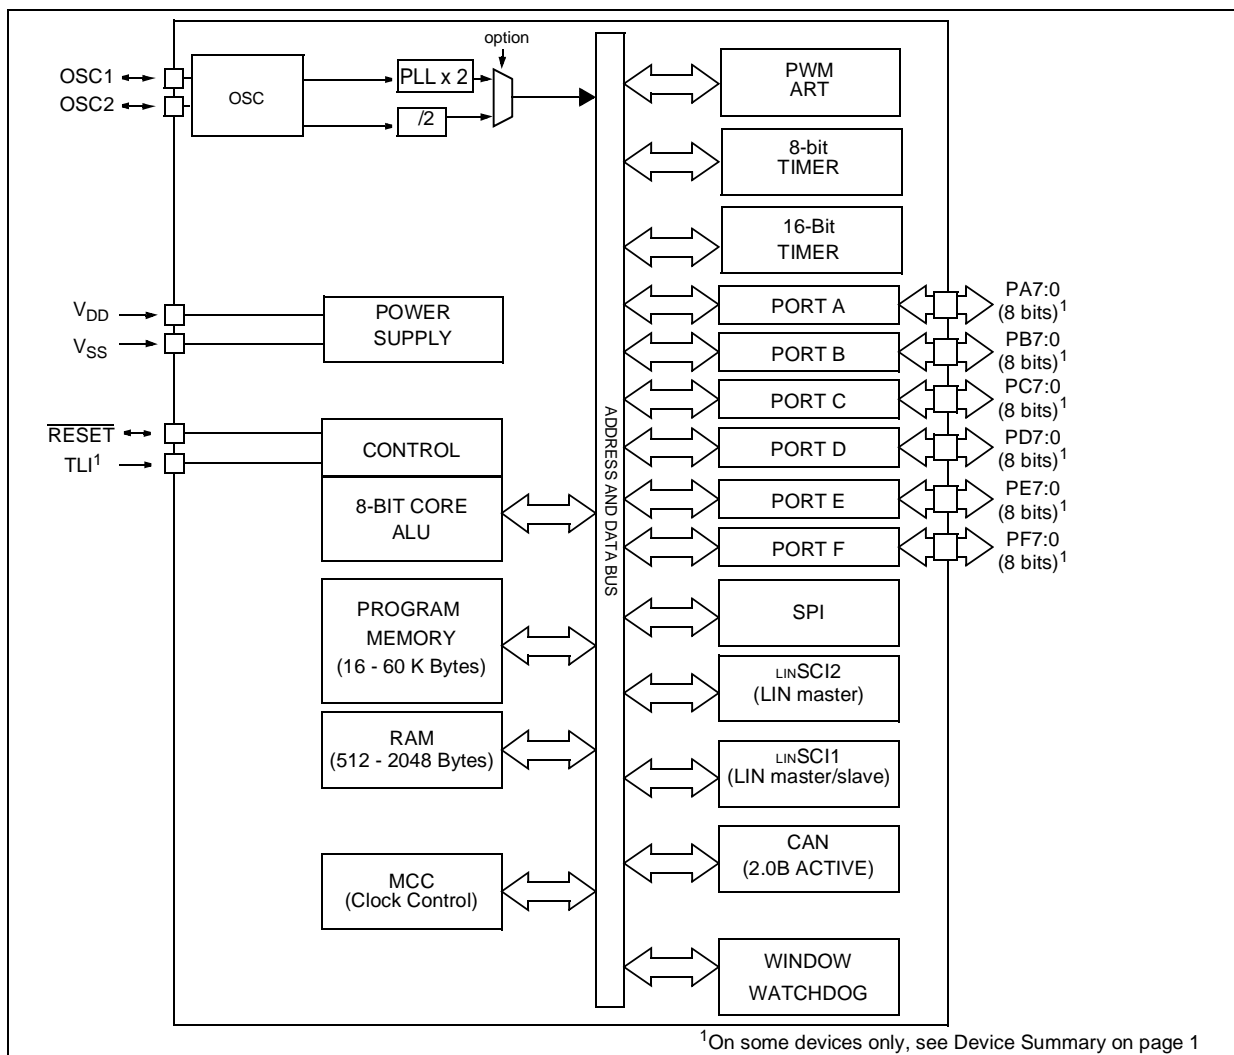 option
OSC1
OSC2
OSC
PLL x 2
/2
V_DD
V_SS
POWER
SUPPLY
RESET
TLI¹
CONTROL
8-BIT CORE
ALU
PROGRAM
MEMORY
(16 - 60 K Bytes)
RAM
(512 - 2048 Bytes)
MCC
(Clock Control)
ADDRESS AND DATA BUS
PWM
ART
8-bit
TIMER
16-Bit
TIMER
PORT A
PA7:0
(8 bits)¹
PORT B
PB7:0
(8 bits)¹
PORT C
PC7:0
(8 bits)¹
PORT D
PD7:0
(8 bits)¹
PORT E
PE7:0
(8 bits)¹
PORT F
PF7:0
(8 bits)¹
SPI
LINSCI2
(LIN master)
LINSCI1
(LIN master/slave)
CAN
(2.0B ACTIVE)
WINDOW
WATCHDOG
¹On some devices only, see Device Summary on page 1